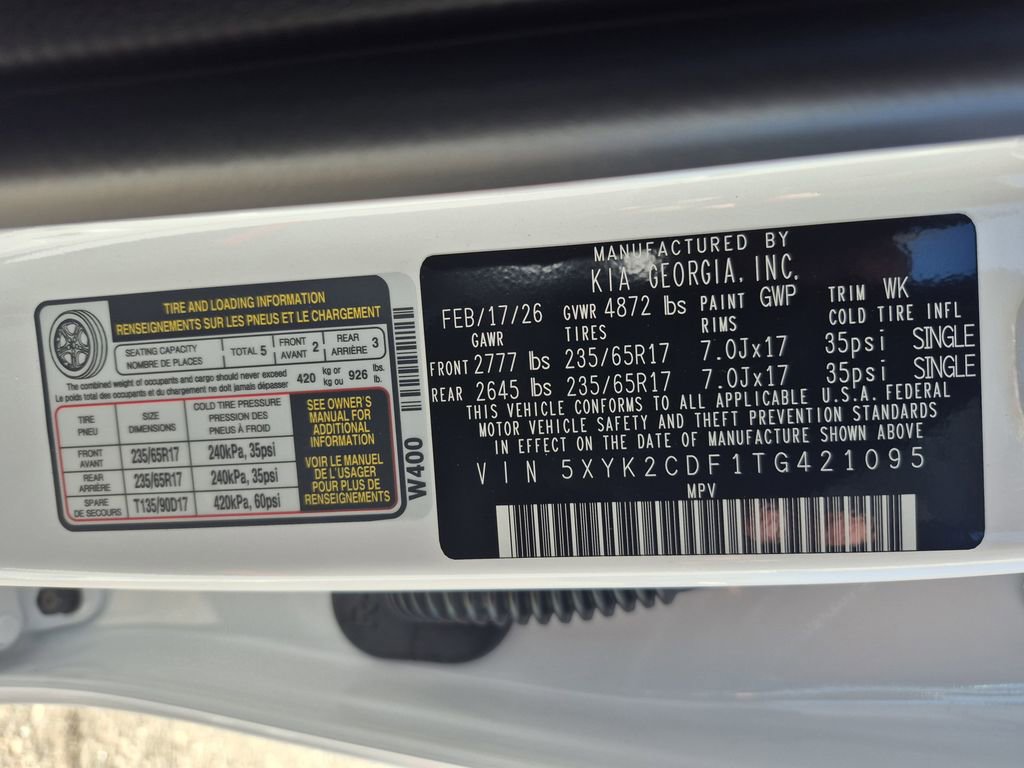 TIRE AND LOADING INFORMATION
RENSEIGNEMENTS SUR LES PNEUS ET LE CHARGEMENT
SEATING CAPACITY
NOMBRE DE PLACES
TOTAL 5
FRONT
AVANT 2
REAR
ARRIÈRE 3
The combined weight of occupants and cargo should never exceed
Le poids total des occupants et du chargement ne doit jamais dépasser
420 kg or
kg ou 926 lbs.
lb.
TIRE
PNEU
SIZE
DIMENSIONS
COLD TIRE PRESSURE
PRESSION DES
PNEUS À FROID
FRONT
AVANT
235/65R17
240kPa, 35psi
REAR
ARRIÈRE
235/65R17
240kPa, 35psi
SPARE
DE SECOURS
T135/90D17
420kPa, 60psi
SEE OWNER'S
MANUAL FOR
ADDITIONAL
INFORMATION
VOIR LE MANUEL
DE L'USAGER
POUR PLUS DE
RENSEIGNEMENTS
W400
MANUFACTURED BY
KIA GEORGIA, INC.
FEB/17/26 GVWR 4872 lbs PAINT GWP TRIM WK
GAWR TIRES RIMS COLD TIRE INFL
FRONT 2777 lbs 235/65R17 7.0Jx17 35psi SINGLE
REAR 2645 lbs 235/65R17 7.0Jx17 35psi SINGLE
THIS VEHICLE CONFORMS TO ALL APPLICABLE U.S.A. FEDERAL
MOTOR VEHICLE SAFETY AND THEFT PREVENTION STANDARDS
IN EFFECT ON THE DATE OF MANUFACTURE SHOWN ABOVE
VIN 5XYK2CDF1TG421095
MPV